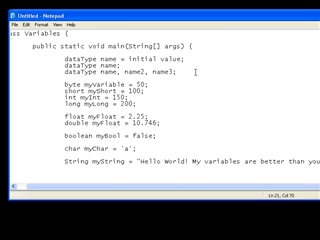 Untitled - Notepad
File Edit Format View Help
ss Variables {
public static void main(String[] args) {
dataType name = initial value;
dataType name;
dataType name, name2, name3;
byte myVariable = 50;
short myShort = 100;
int myInt = 150;
long myLong = 200;
float myFloat = 2.25;
double myFloat = 10.746;
boolean myBool = false;
char myChar = 'a';
String myString = "Hello World! My variables are better than you
Ln 21, Col 70